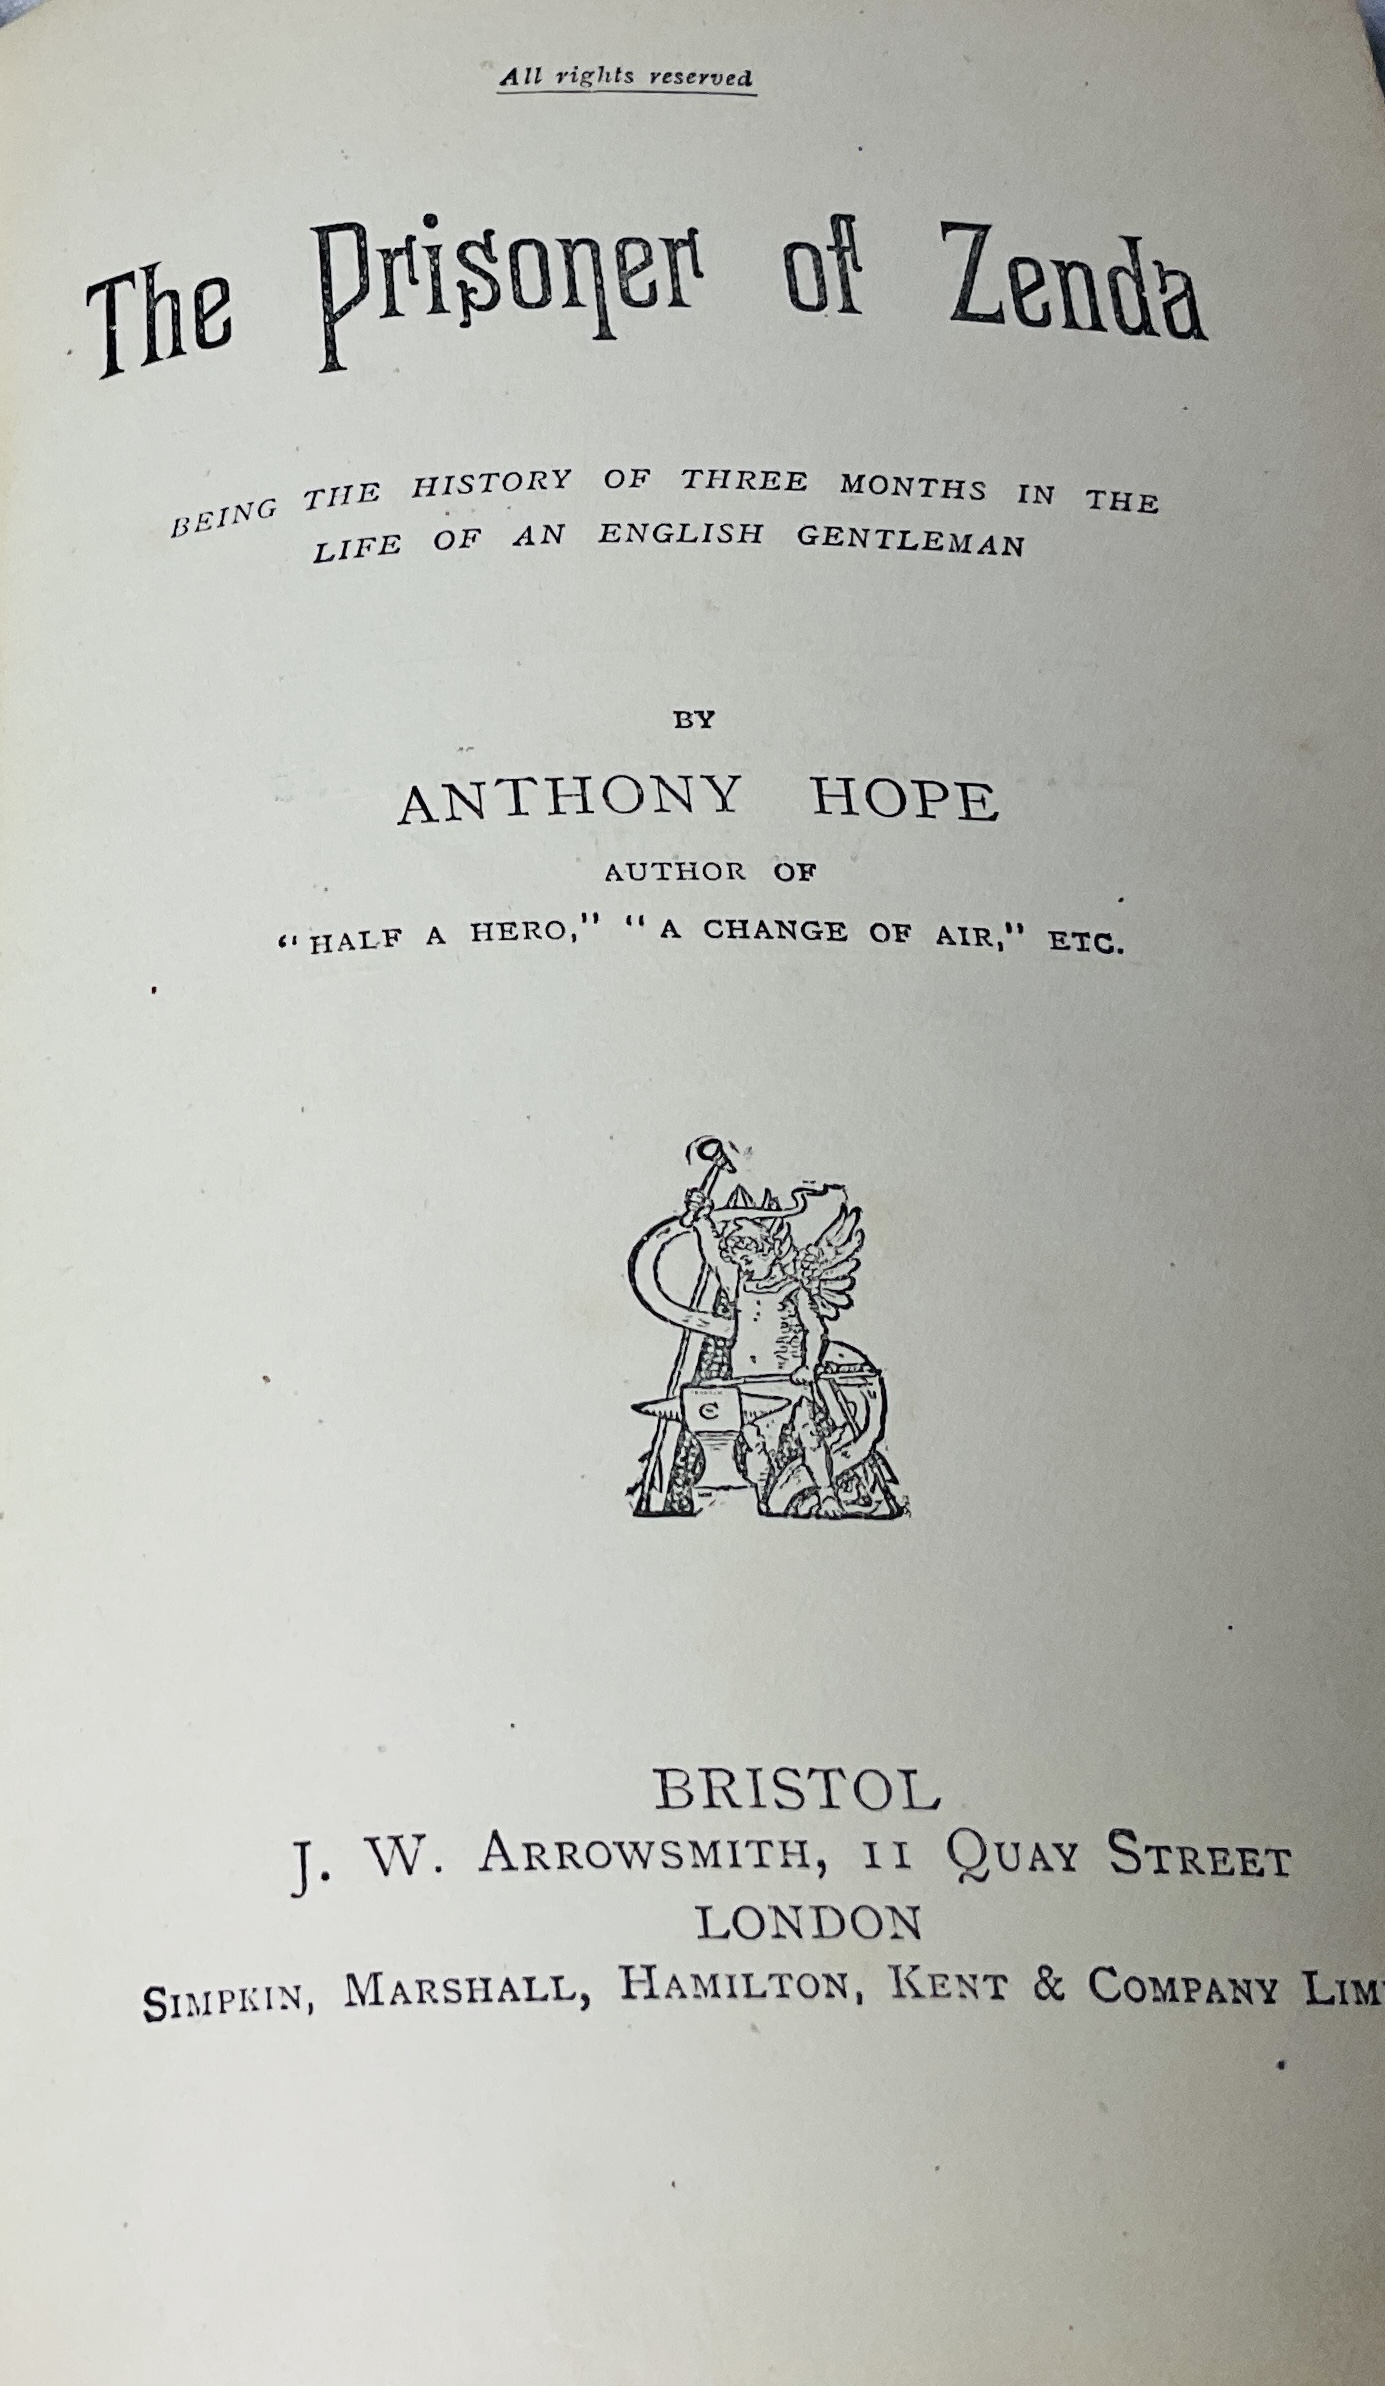 All rights reserved
The Prisoner of Zenda
BEING THE HISTORY OF THREE MONTHS IN THE
LIFE OF AN ENGLISH GENTLEMAN
BY
ANTHONY HOPE
AUTHOR OF
“HALF A HERO,” “A CHANGE OF AIR,” ETC.
C
BRISTOL
J. W. ARROWSMITH, 11 QUAY STREET
LONDON
SIMPKIN, MARSHALL, HAMILTON, KENT & COMPANY LIM